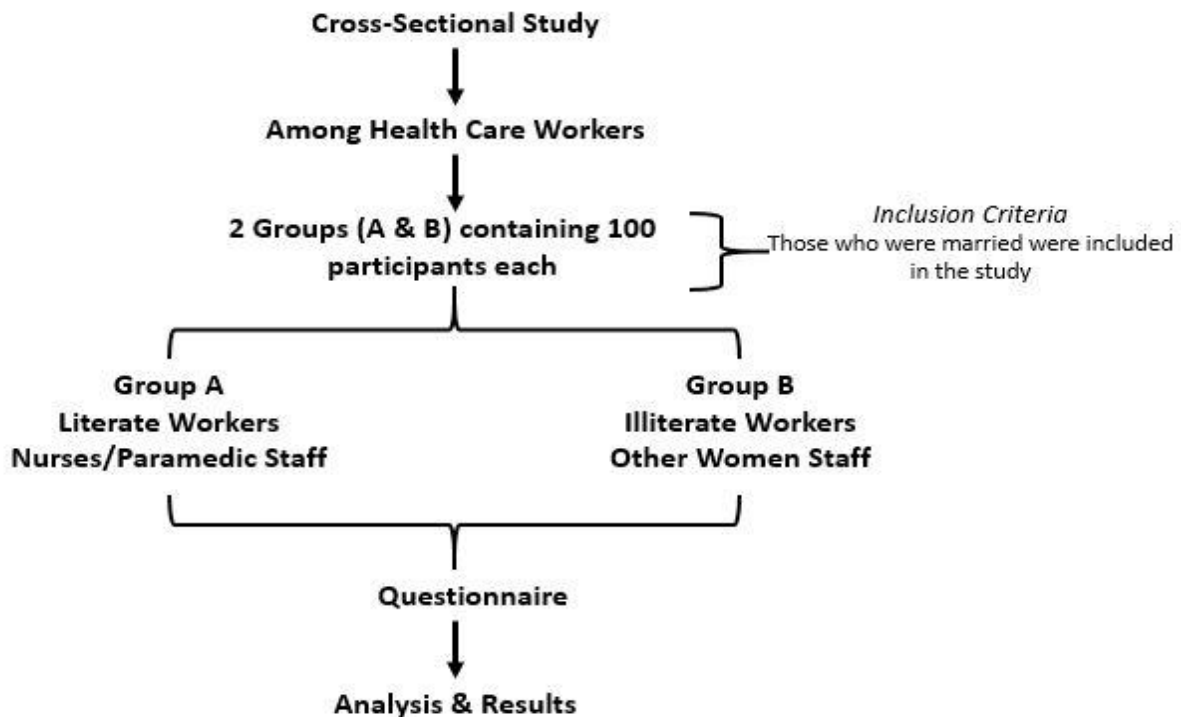 Cross-Sectional Study
Among Health Care Workers
2 Groups (A & B) containing 100
participants each
Inclusion Criteria
Those who were married were included
in the study
Group A
Literate Workers
Nurses/Paramedic Staff
Group B
Illiterate Workers
Other Women Staff
Questionnaire
Analysis & Results